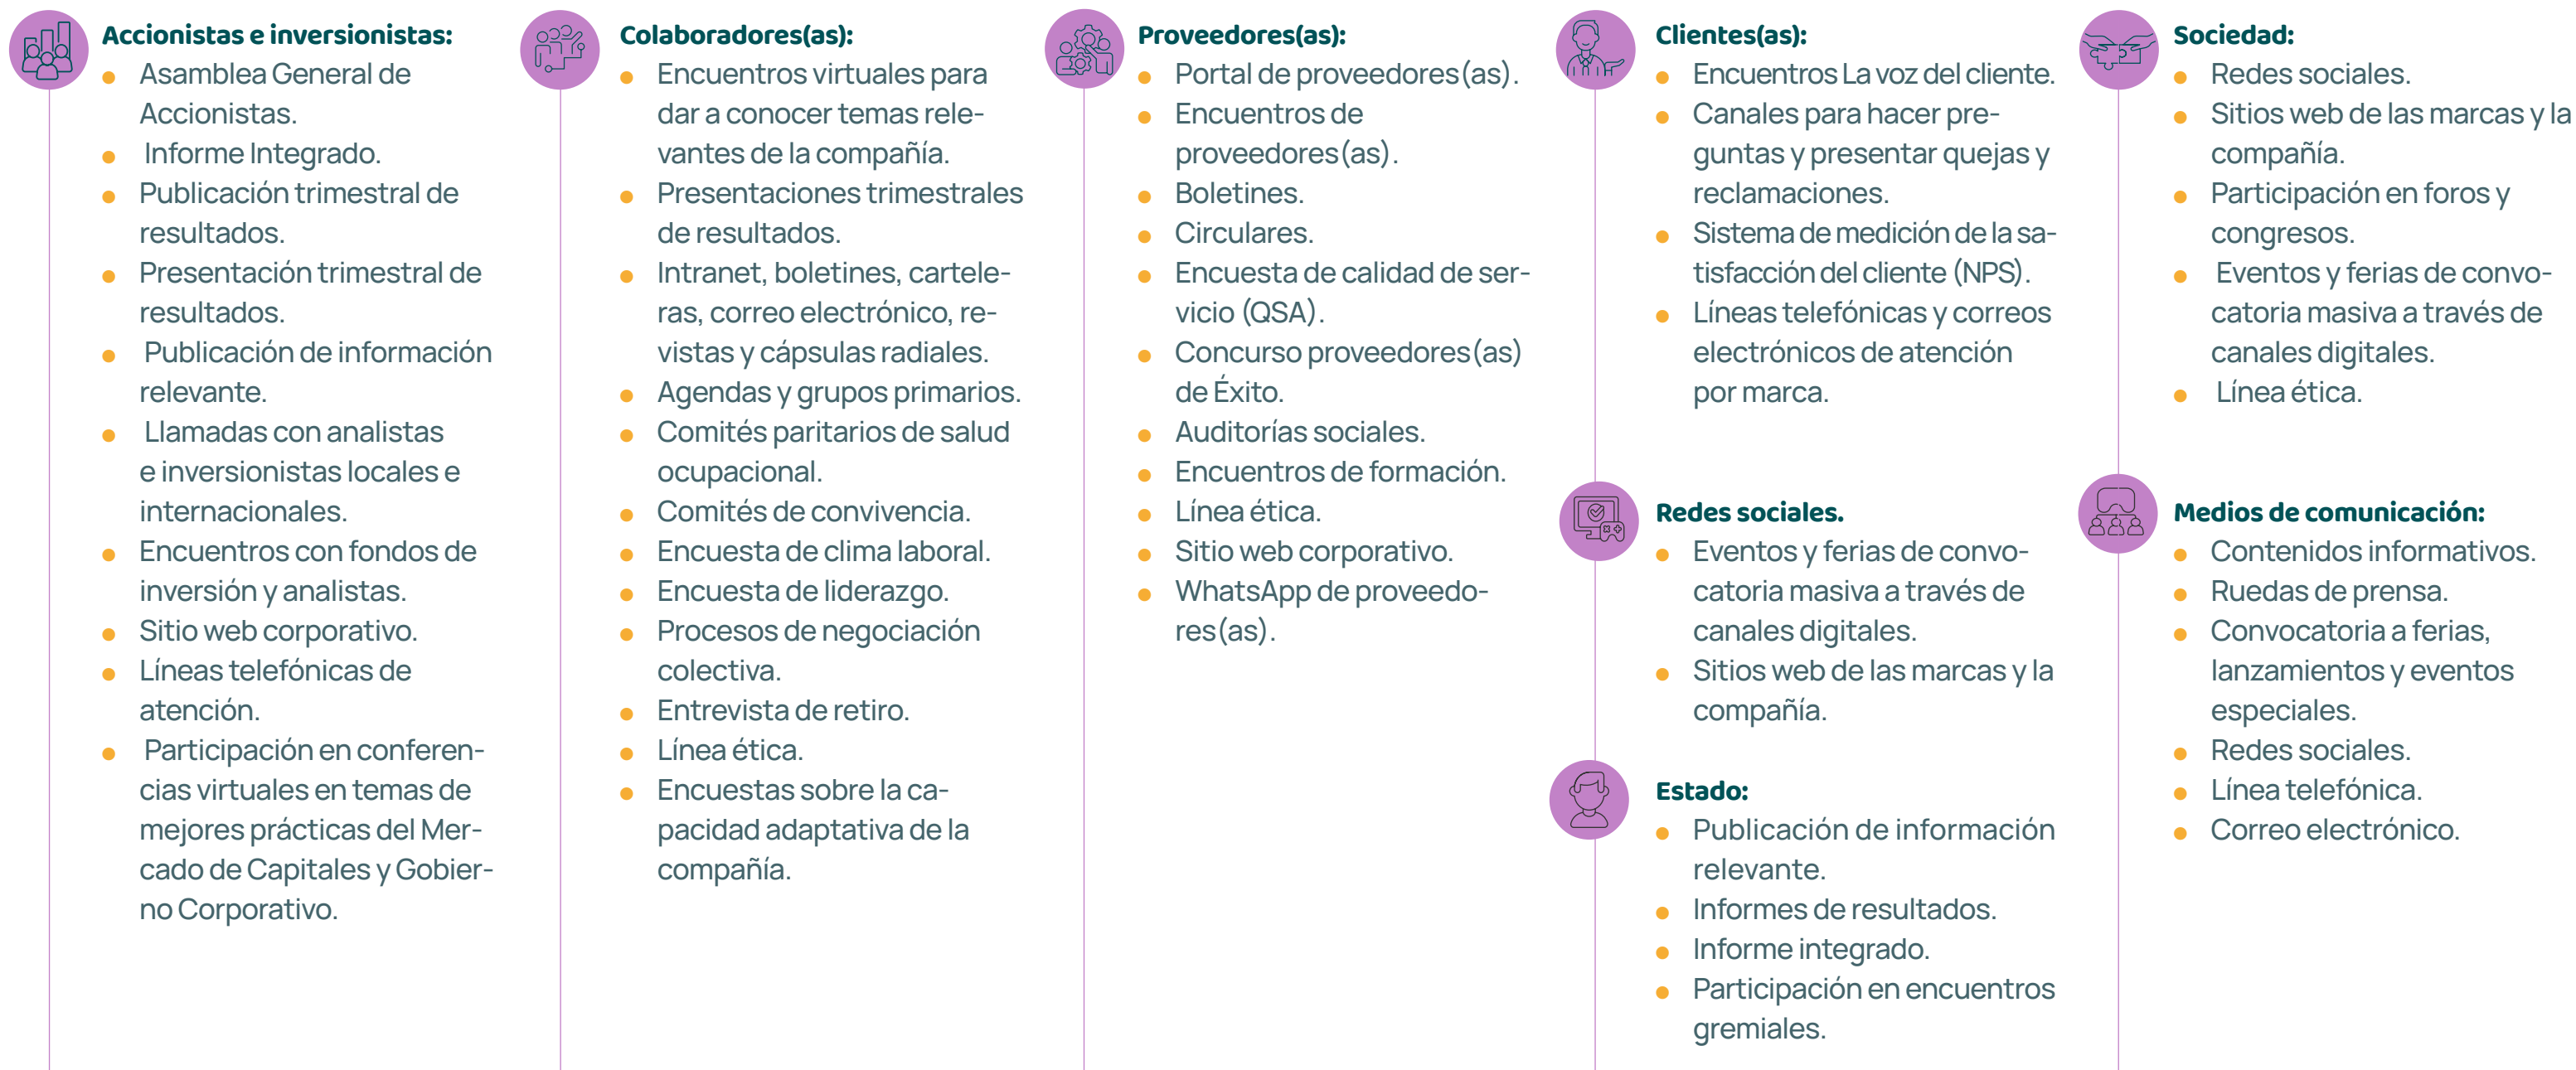 Accionistas e inversionistas:
Asamblea General de
Accionistas.
Informe Integrado.
Publicación trimestral de
resultados.
Presentación trimestral de
resultados.
Publicación de información
relevante.
Llamadas con analistas
e inversionistas locales e
internacionales.
Encuentros con fondos de
inversión y analistas.
Sitio web corporativo.
Líneas telefónicas de
atención.
Participación en conferen-
cias virtuales en temas de
mejores prácticas del Mer-
cado de Capitales y Gobier-
no Corporativo.
Colaboradores(as):
Encuentros virtuales para
dar a conocer temas rele-
vantes de la compañía.
Presentaciones trimestrales
de resultados.
Intranet, boletines, cartele-
ras, correo electrónico, re-
vistas y cápsulas radiales.
Agendas y grupos primarios.
Comités paritarios de salud
ocupacional.
Comités de convivencia.
Encuesta de clima laboral.
Encuesta de liderazgo.
Procesos de negociación
colectiva.
Entrevista de retiro.
Línea ética.
Encuestas sobre la ca-
pacidad adaptativa de la
compañía.
Proveedores(as):
Portal de proveedores(as).
Encuentros de
proveedores(as).
Boletines.
Circulares.
Encuesta de calidad de ser-
vicio (QSA).
Concurso proveedores(as)
de Éxito.
Auditorías sociales.
Encuentros de formación.
Línea ética.
Sitio web corporativo.
WhatsApp de proveedo-
res(as).
Clientes(as):
Encuentros La voz del cliente.
Canales para hacer pre-
guntas y presentar quejas y
reclamaciones.
Sistema de medición de la sa-
tisfacción del cliente (NPS).
Líneas telefónicas y correos
electrónicos de atención
por marca.
Redes sociales.
Eventos y ferias de convo-
catoria masiva a través de
canales digitales.
Sitios web de las marcas y la
compañía.
Estado:
Publicación de información
relevante.
Informes de resultados.
Informe integrado.
Participación en encuentros
gremiales.
Sociedad:
Redes sociales.
Sitios web de las marcas y la
compañía.
Participación en foros y
congresos.
Eventos y ferias de convo-
catoria masiva a través de
canales digitales.
Línea ética.
Medios de comunicación:
Contenidos informativos.
Ruedas de prensa.
Convocatoria a ferias,
lanzamientos y eventos
especiales.
Redes sociales.
Línea telefónica.
Correo electrónico.